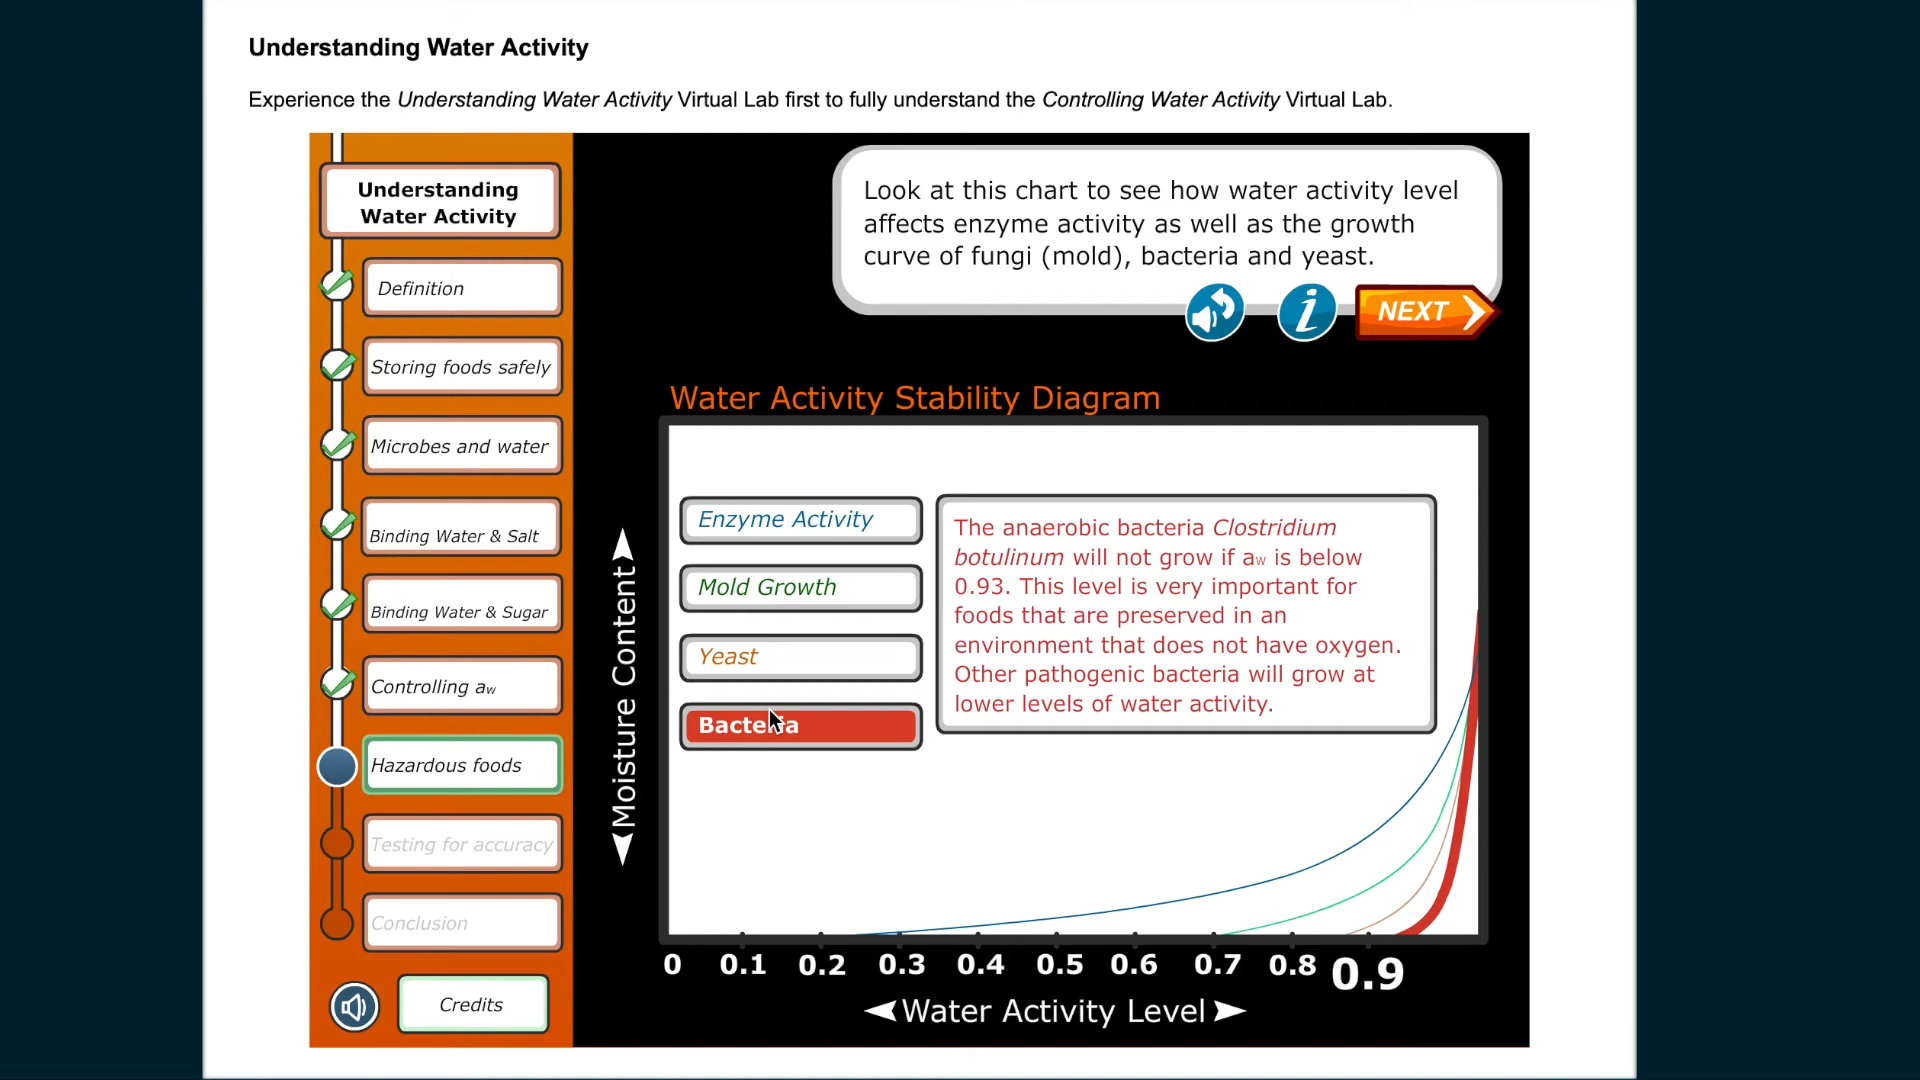 Understanding Water Activity
Experience the Understanding Water Activity Virtual Lab first to fully understand the Controlling Water Activity Virtual Lab.
Understanding
Water Activity
Definition
Storing foods safely
Microbes and water
Binding Water & Salt
Binding Water & Sugar
Controlling aw
Hazardous foods
Testing for accuracy
Conclusion
Credits
Look at this chart to see how water activity level
affects enzyme activity as well as the growth
curve of fungi (mold), bacteria and yeast.
i
NEXT
Water Activity Stability Diagram
Moisture Content
Enzyme Activity
Mold Growth
Yeast
Bacteria
The anaerobic bacteria Clostridium
botulinum will not grow if aw is below
0.93. This level is very important for
foods that are preserved in an
environment that does not have oxygen.
Other pathogenic bacteria will grow at
lower levels of water activity.
0 0.1 0.2 0.3 0.4 0.5 0.6 0.7 0.8 0.9
Water Activity Level